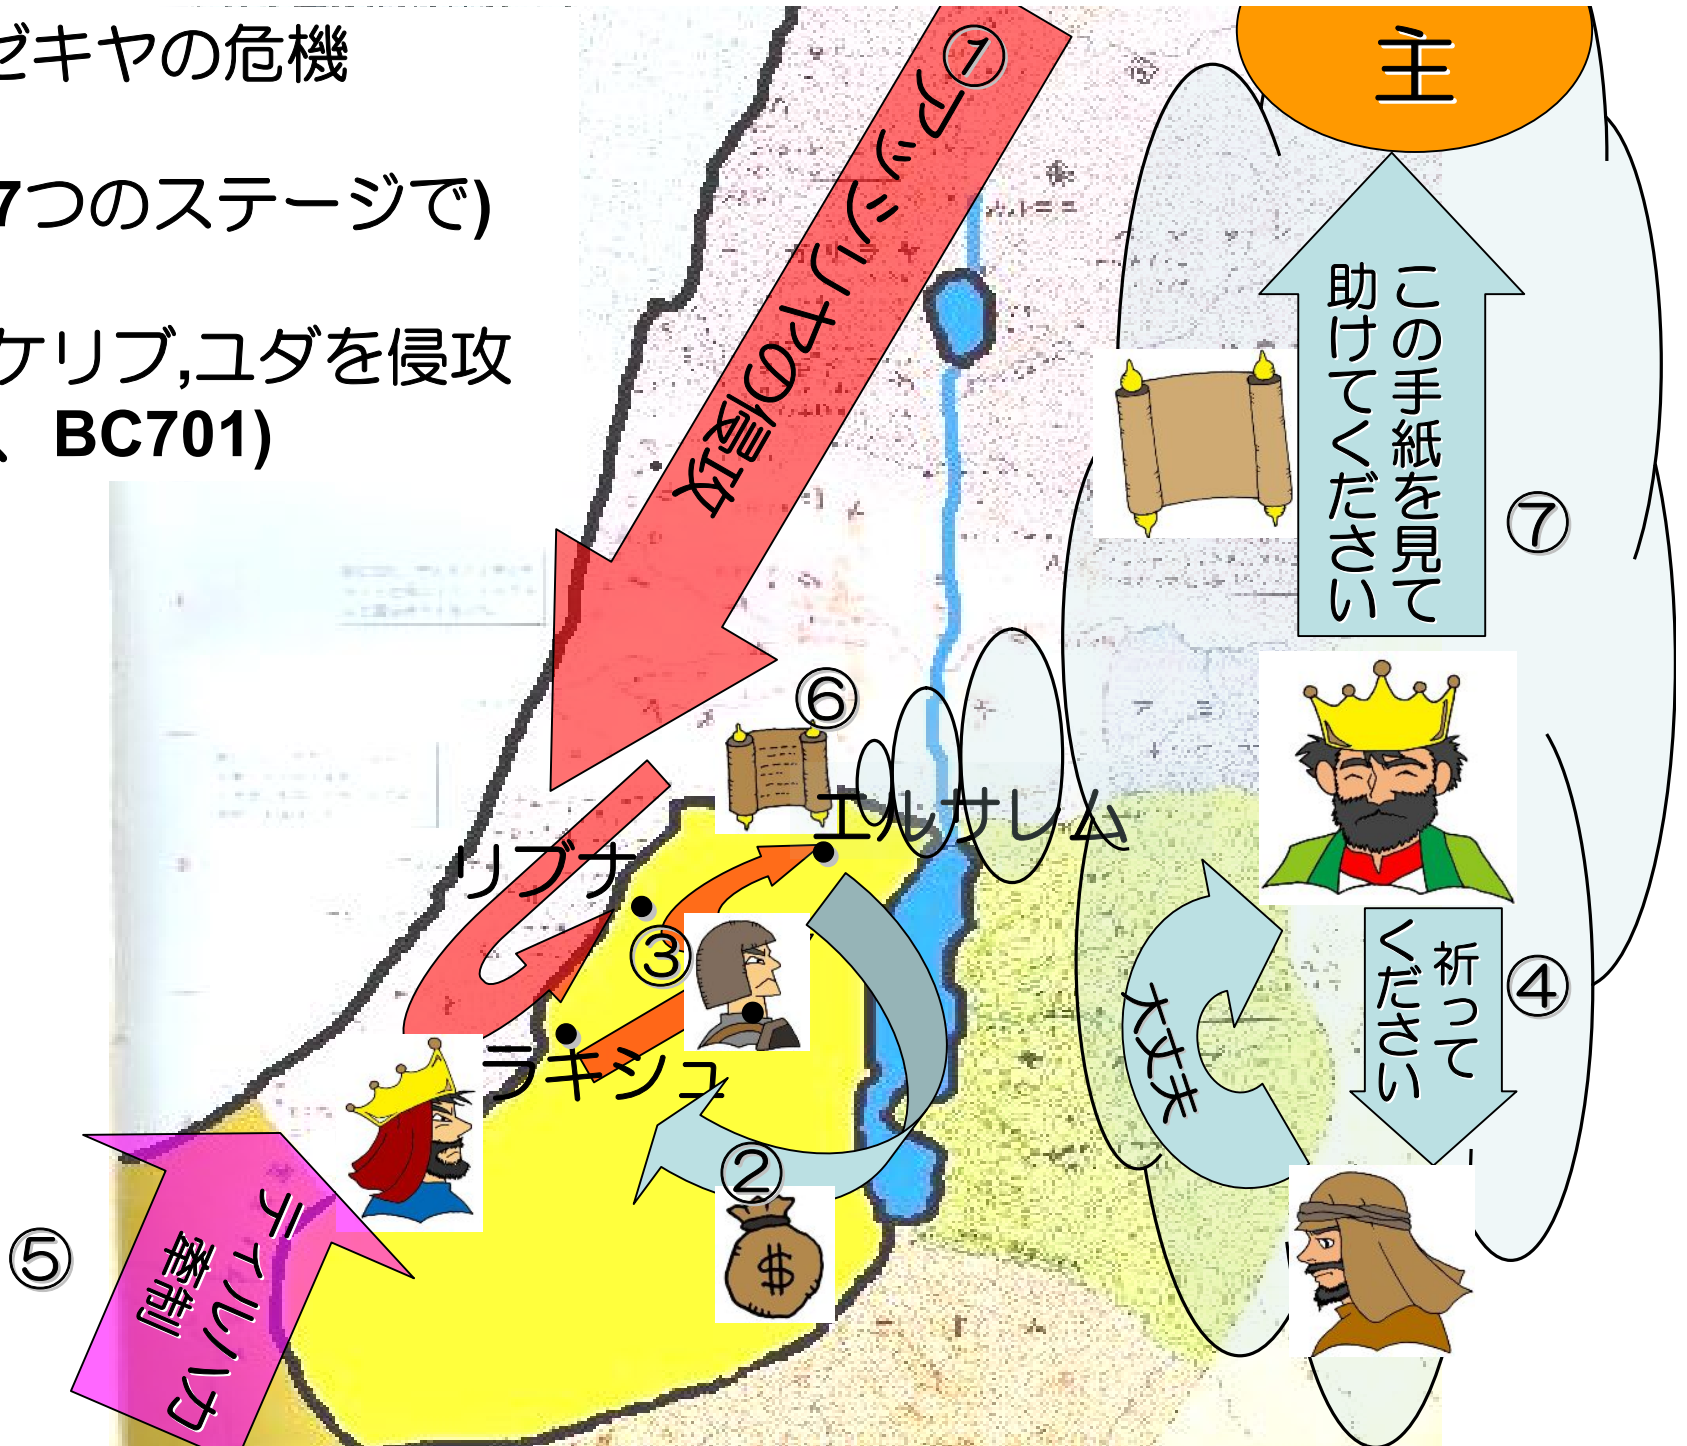 ゼキヤの危機
7つのステージで)
ケリブ,ユダを侵攻
、BC701)
①アッシリヤの侵攻
主
この手紙を見て
助けてください
⑦
⑥
エルサレム
リブナ
③
ラキシュ
②
$
祈って
ください
④
大丈夫
⑤
ティルハカ
牽制